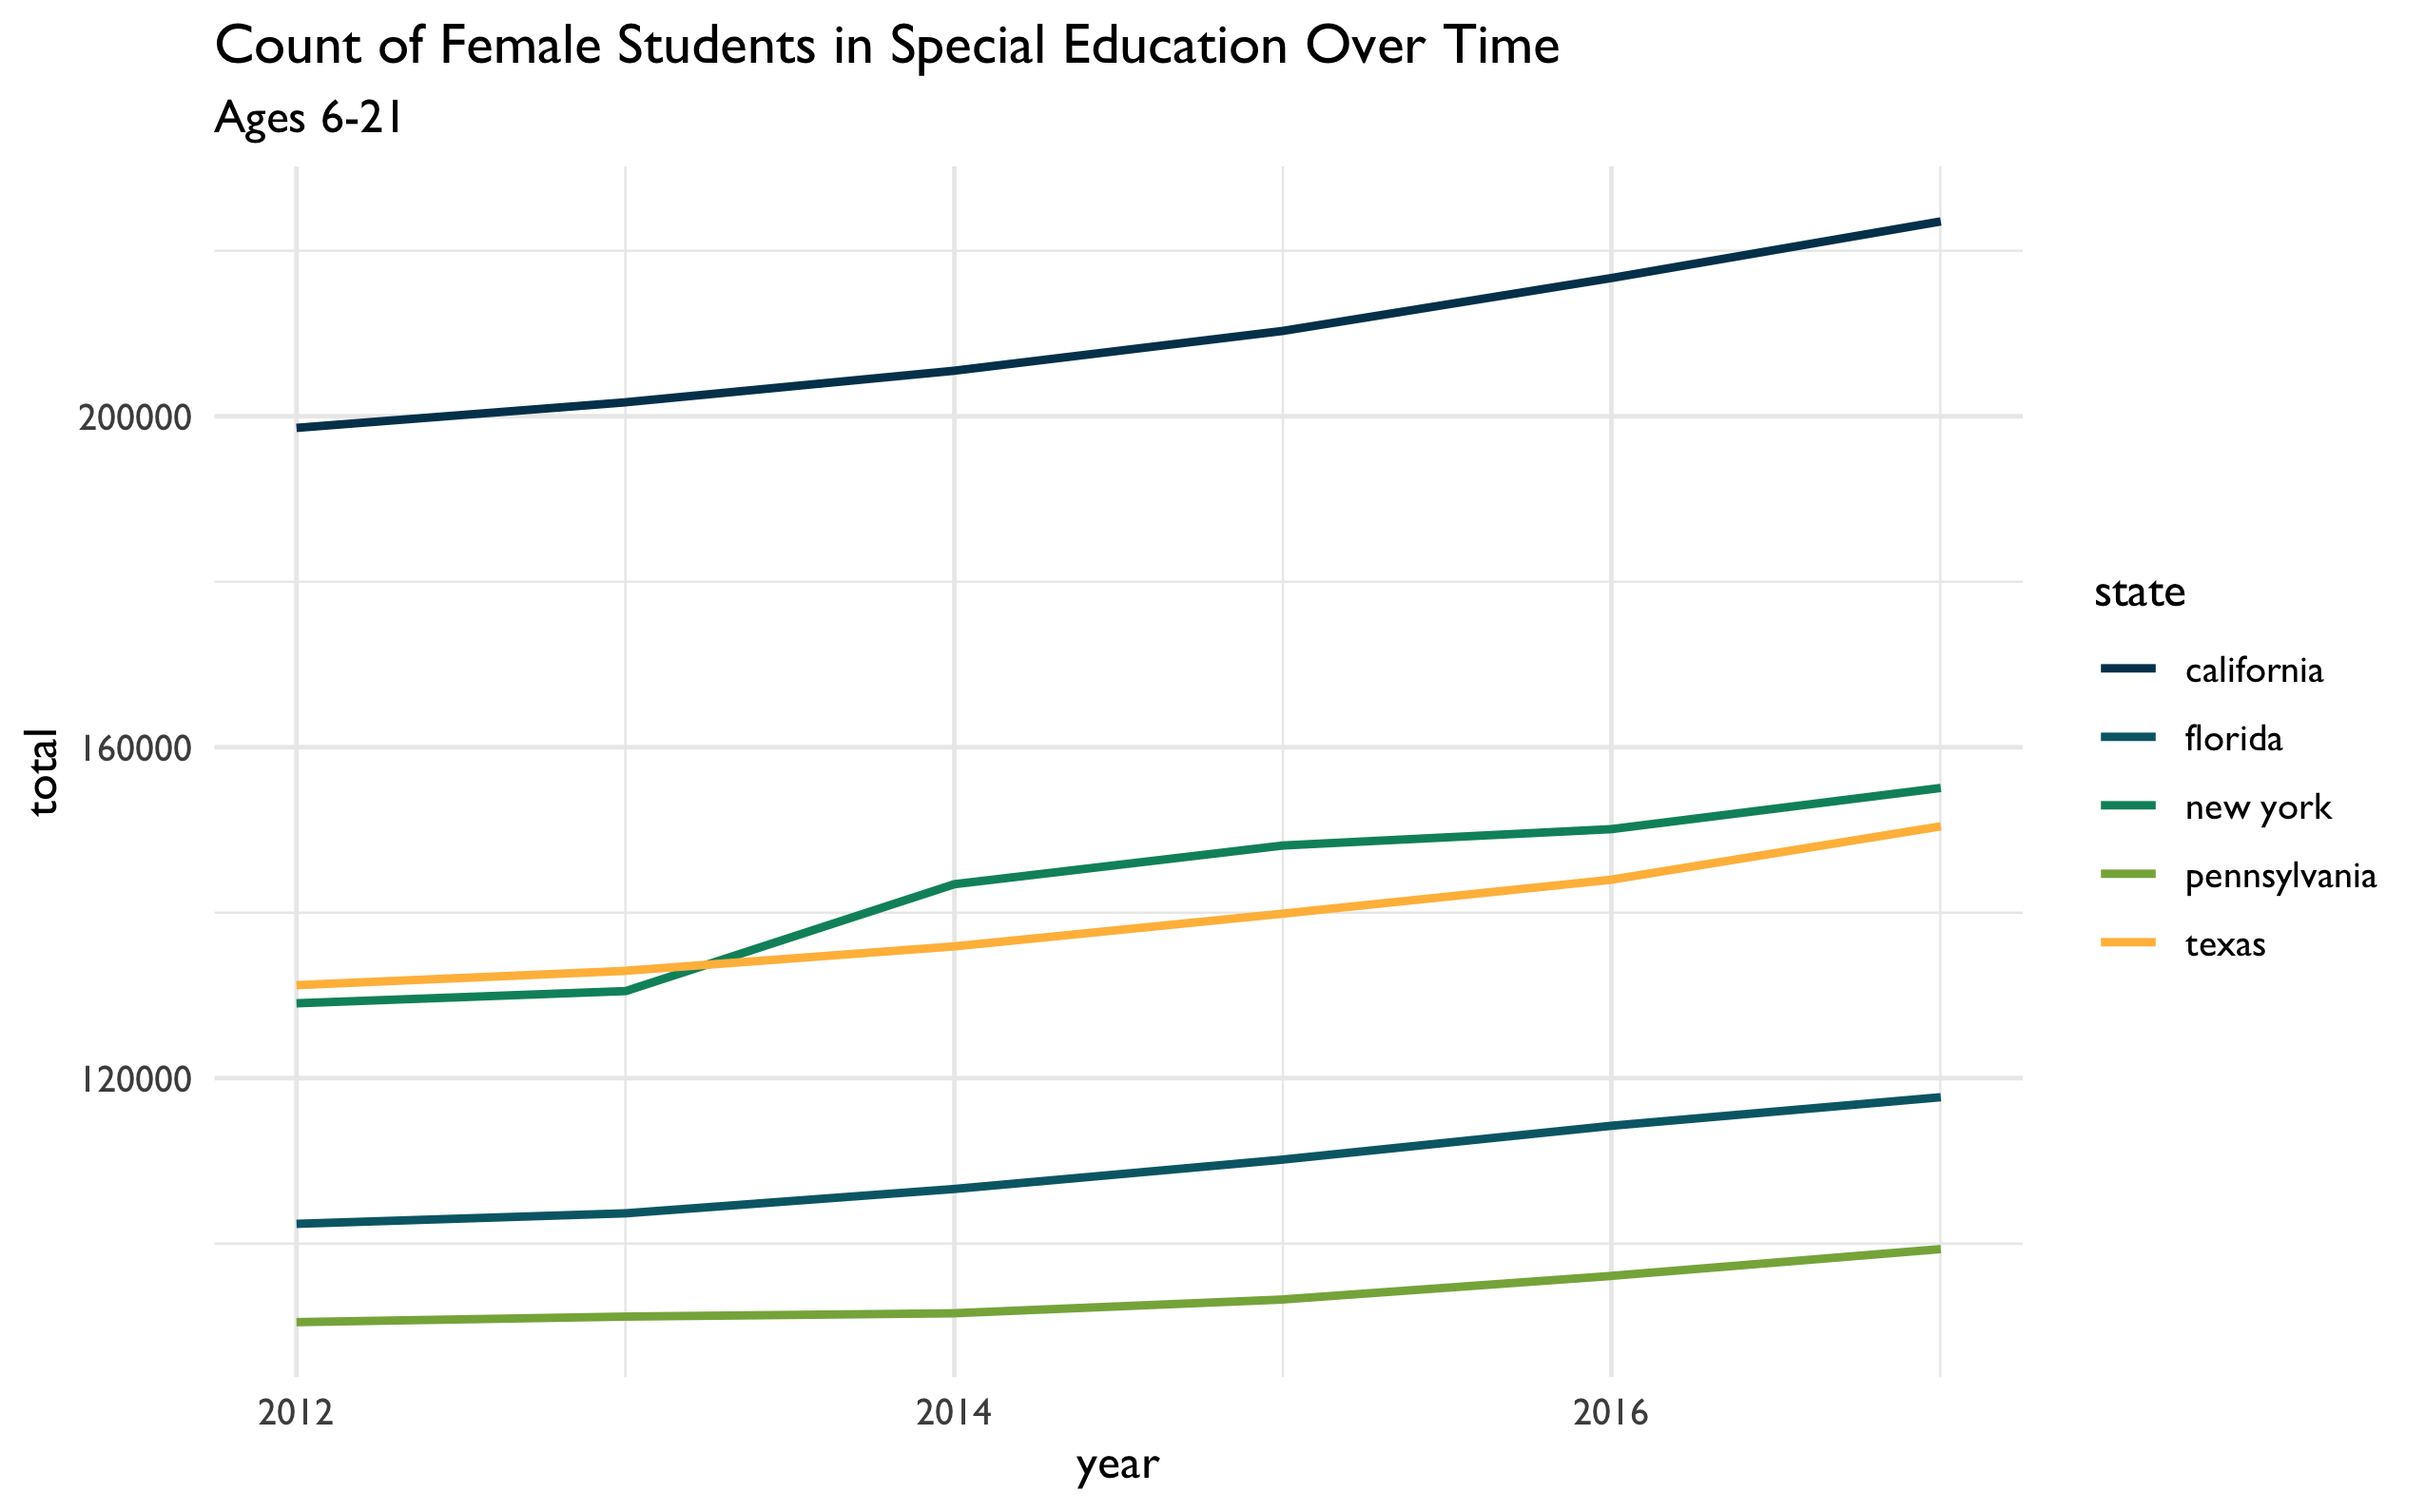 Count of Female Students in Special Education Over Time
Ages 6-21
total
200000
160000
120000
2012
2014
2016
year
state
california
florida
new york
pennsylvania
texas